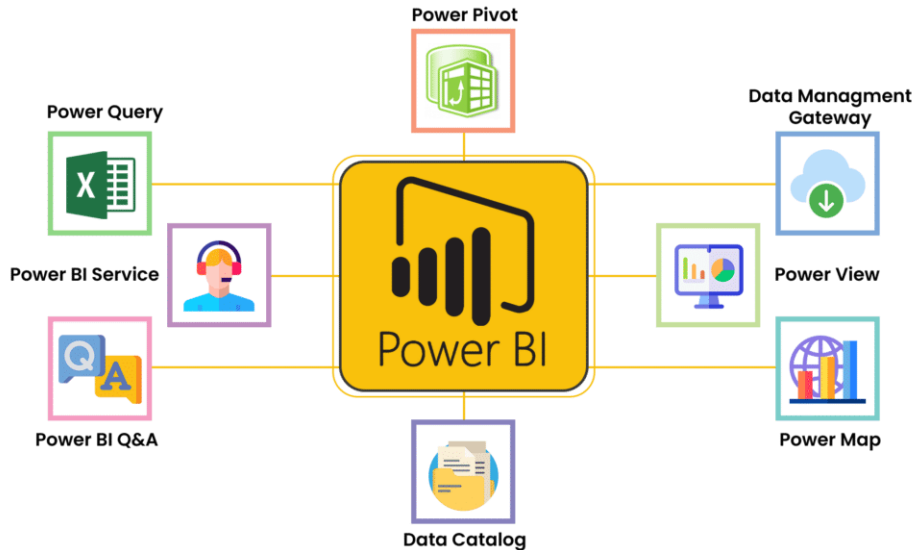 Power Pivot
Power Query
Data Managment
Gateway
X
Power BI Service
Power View
Power BI
Q
A
Power BI Q&A
Power Map
Data Catalog